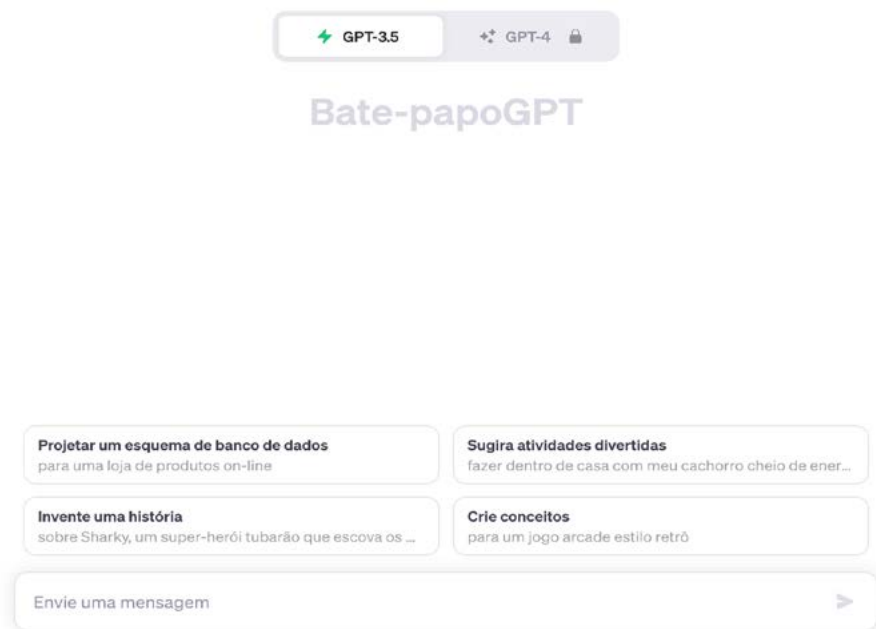 GPT-3.5 GPT-4
Bate-papoGPT
Projetar um esquema de banco de dados
para uma loja de produtos on-line
Sugira atividades divertidas
fazer dentro de casa com meu cachorro cheio de ener...
Invente uma história
sobre Sharky, um super-herói tubarão que escova os ...
Crie conceitos
para um jogo arcade estilo retrô
Envie uma mensagem